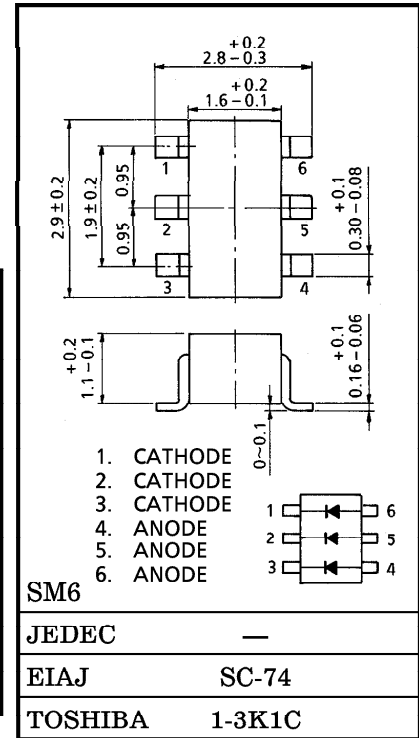 +0.2
2.8−0.3
+0.2
1.6−0.1
1
6
2.9±0.2
1.9±0.2
0.95
0.95
2
5
+0.1
0.30−0.08
3
4
+0.2
1.1−0.1
+0.1
0.16−0.06
0~0.1
1. CATHODE
2. CATHODE
3. CATHODE
4. ANODE
5. ANODE
6. ANODE
1 6
2 5
3 4
SM6
JEDEC —
EIAJ SC-74
TOSHIBA 1-3K1C